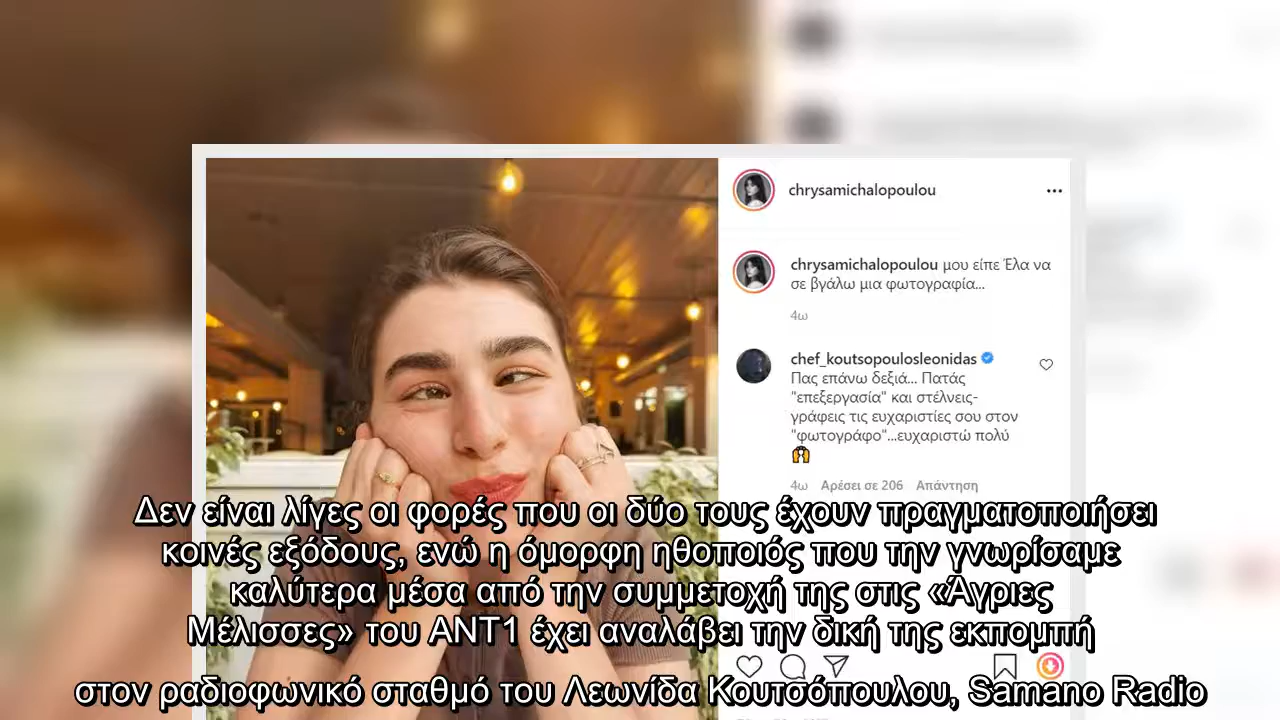 chrysamichalopoulou
chrysamichalopoulou μου είπε Έλα να
σε βγάλω μια φωτογραφία...
4ω
chef_koutsopoulosleonidas
Πας επάνω δεξιά... Πατάς
"επεξεργασία" και στέλνεις-
γράφεις τις ευχαριστίες σου στον
"φωτογράφο"...ευχαριστώ πολύ
4ω Αρέσει σε 206 Απάντηση
Δεν είναι λίγες οι φορές που οι δύο τους έχουν πραγματοποιήσει
κοινές εξόδους, ενώ η όμορφη ηθοποιός που την γνωρίσαμε
καλύτερα μέσα από την συμμετοχή της στις «Άγριες
Μέλισσες» του ΑΝΤ1 έχει αναλάβει την δική της εκπομπή
στον ραδιοφωνικό σταθμό του Λεωνίδα Κουτσόπουλου, Samano Radio